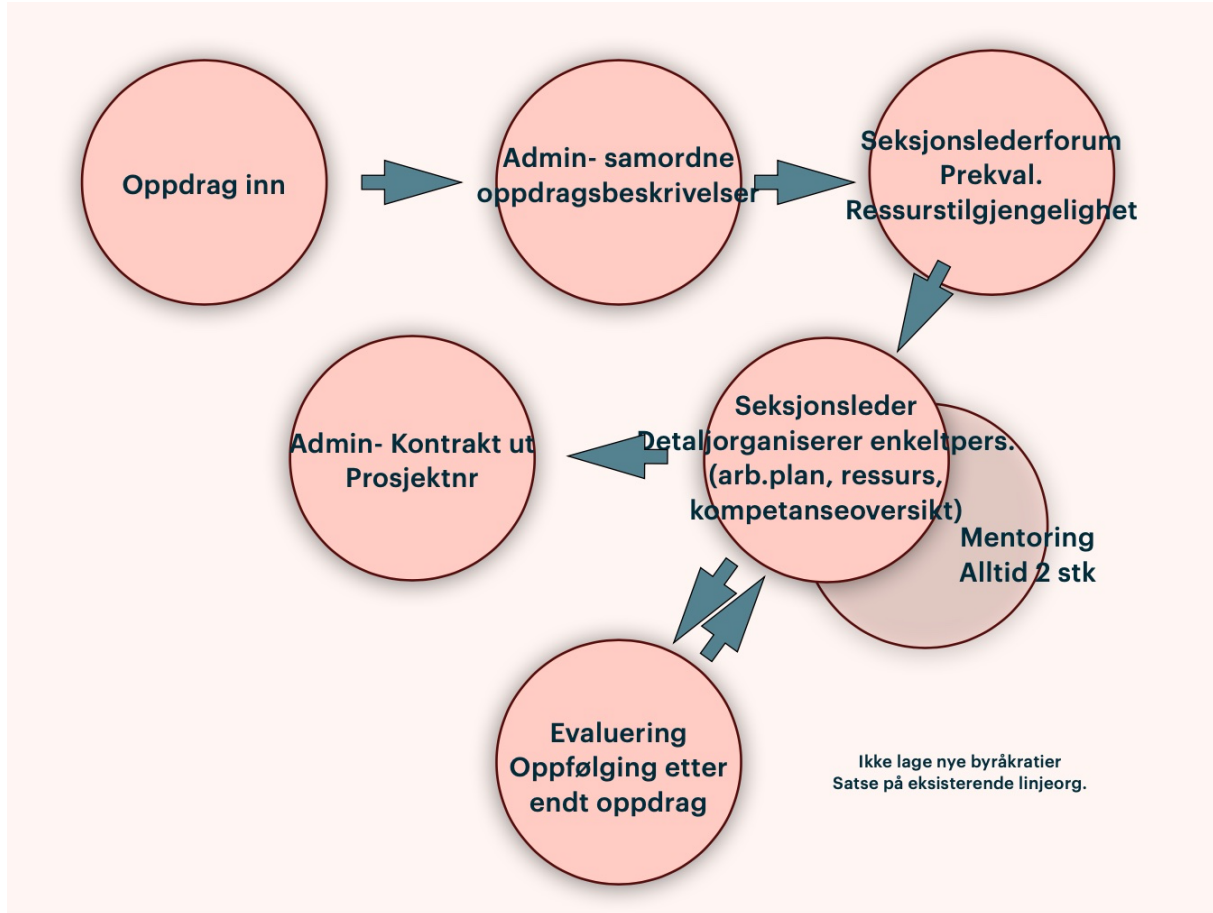 Oppdrag inn
Admin- samordne
oppdragsbeskrivelser
Seksjonslederforum
Prekval.
Ressurstilgjengelighet
Admin- Kontrakt ut
Prosjektnr
Seksjonsleder
Detaljorganiserer enkeltpers.
(arb.plan, ressurs,
kompetanseoversikt)
Mentoring
Alltid 2 stk
Evaluering
Oppfølging etter
endt oppdrag
Ikke lage nye byråkratier
Satse på eksisterende linjeorg.